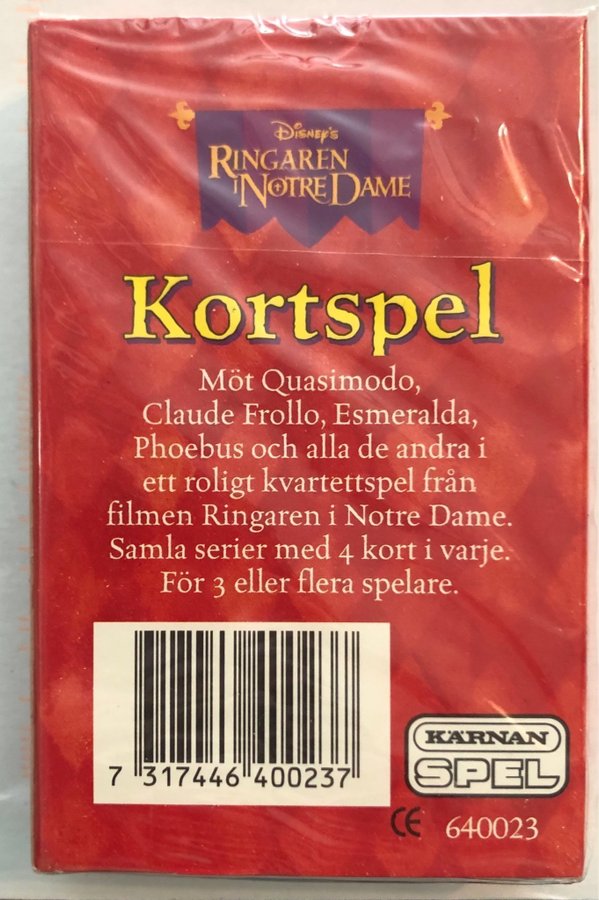 Disney's
RINGAREN
I NOTRE DAME
Kortspel
Möt Quasimodo,
Claude Frollo, Esmeralda,
Phoebus och alla de andra i
ett roligt kvartettspel från
filmen Ringaren i Notre Dame.
Samla serier med 4 kort i varje.
För 3 eller flera spelare.
7 317446 400237
KÄRNAN
SPEL
CE 640023